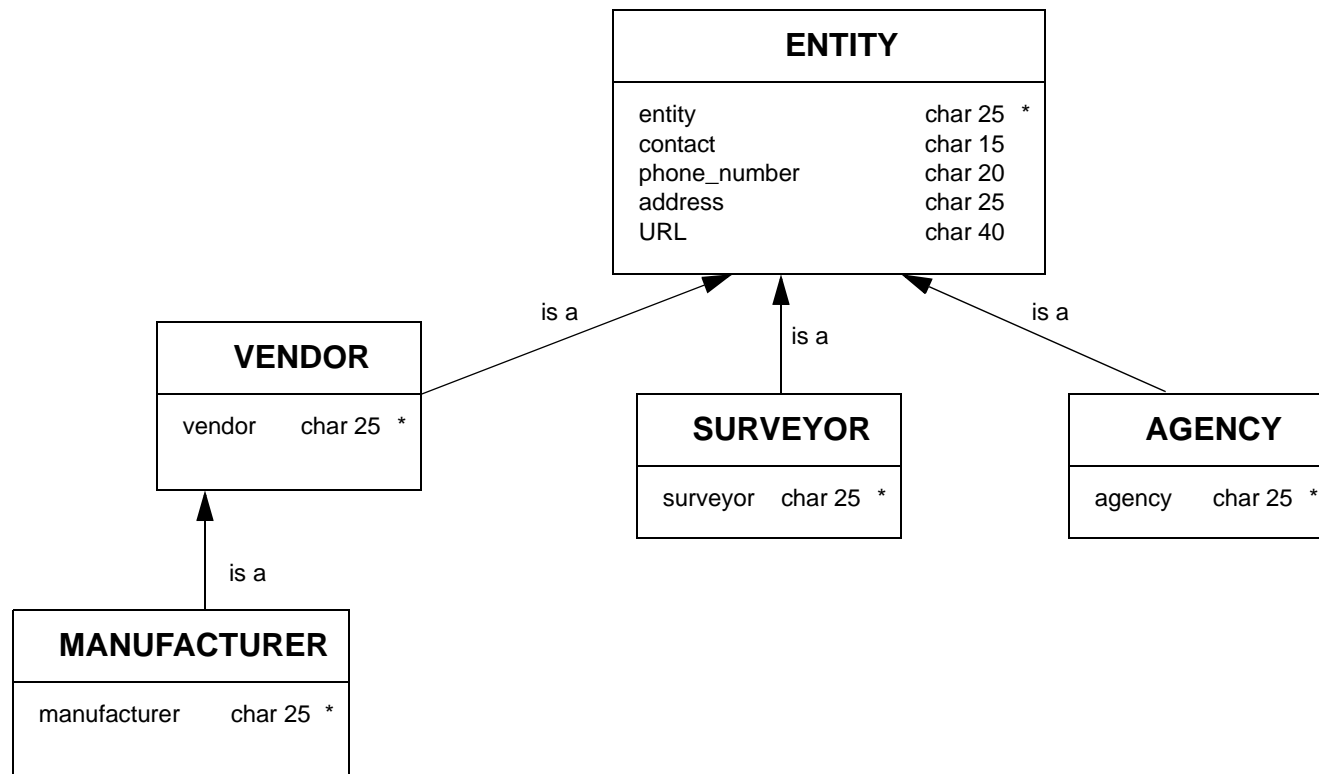 ENTITY
entity char 25 *
contact char 15
phone_number char 20
address char 25
URL char 40
is a
is a
is a
VENDOR
vendor char 25 *
SURVEYOR
surveyor char 25 *
AGENCY
agency char 25 *
is a
MANUFACTURER
manufacturer char 25 *